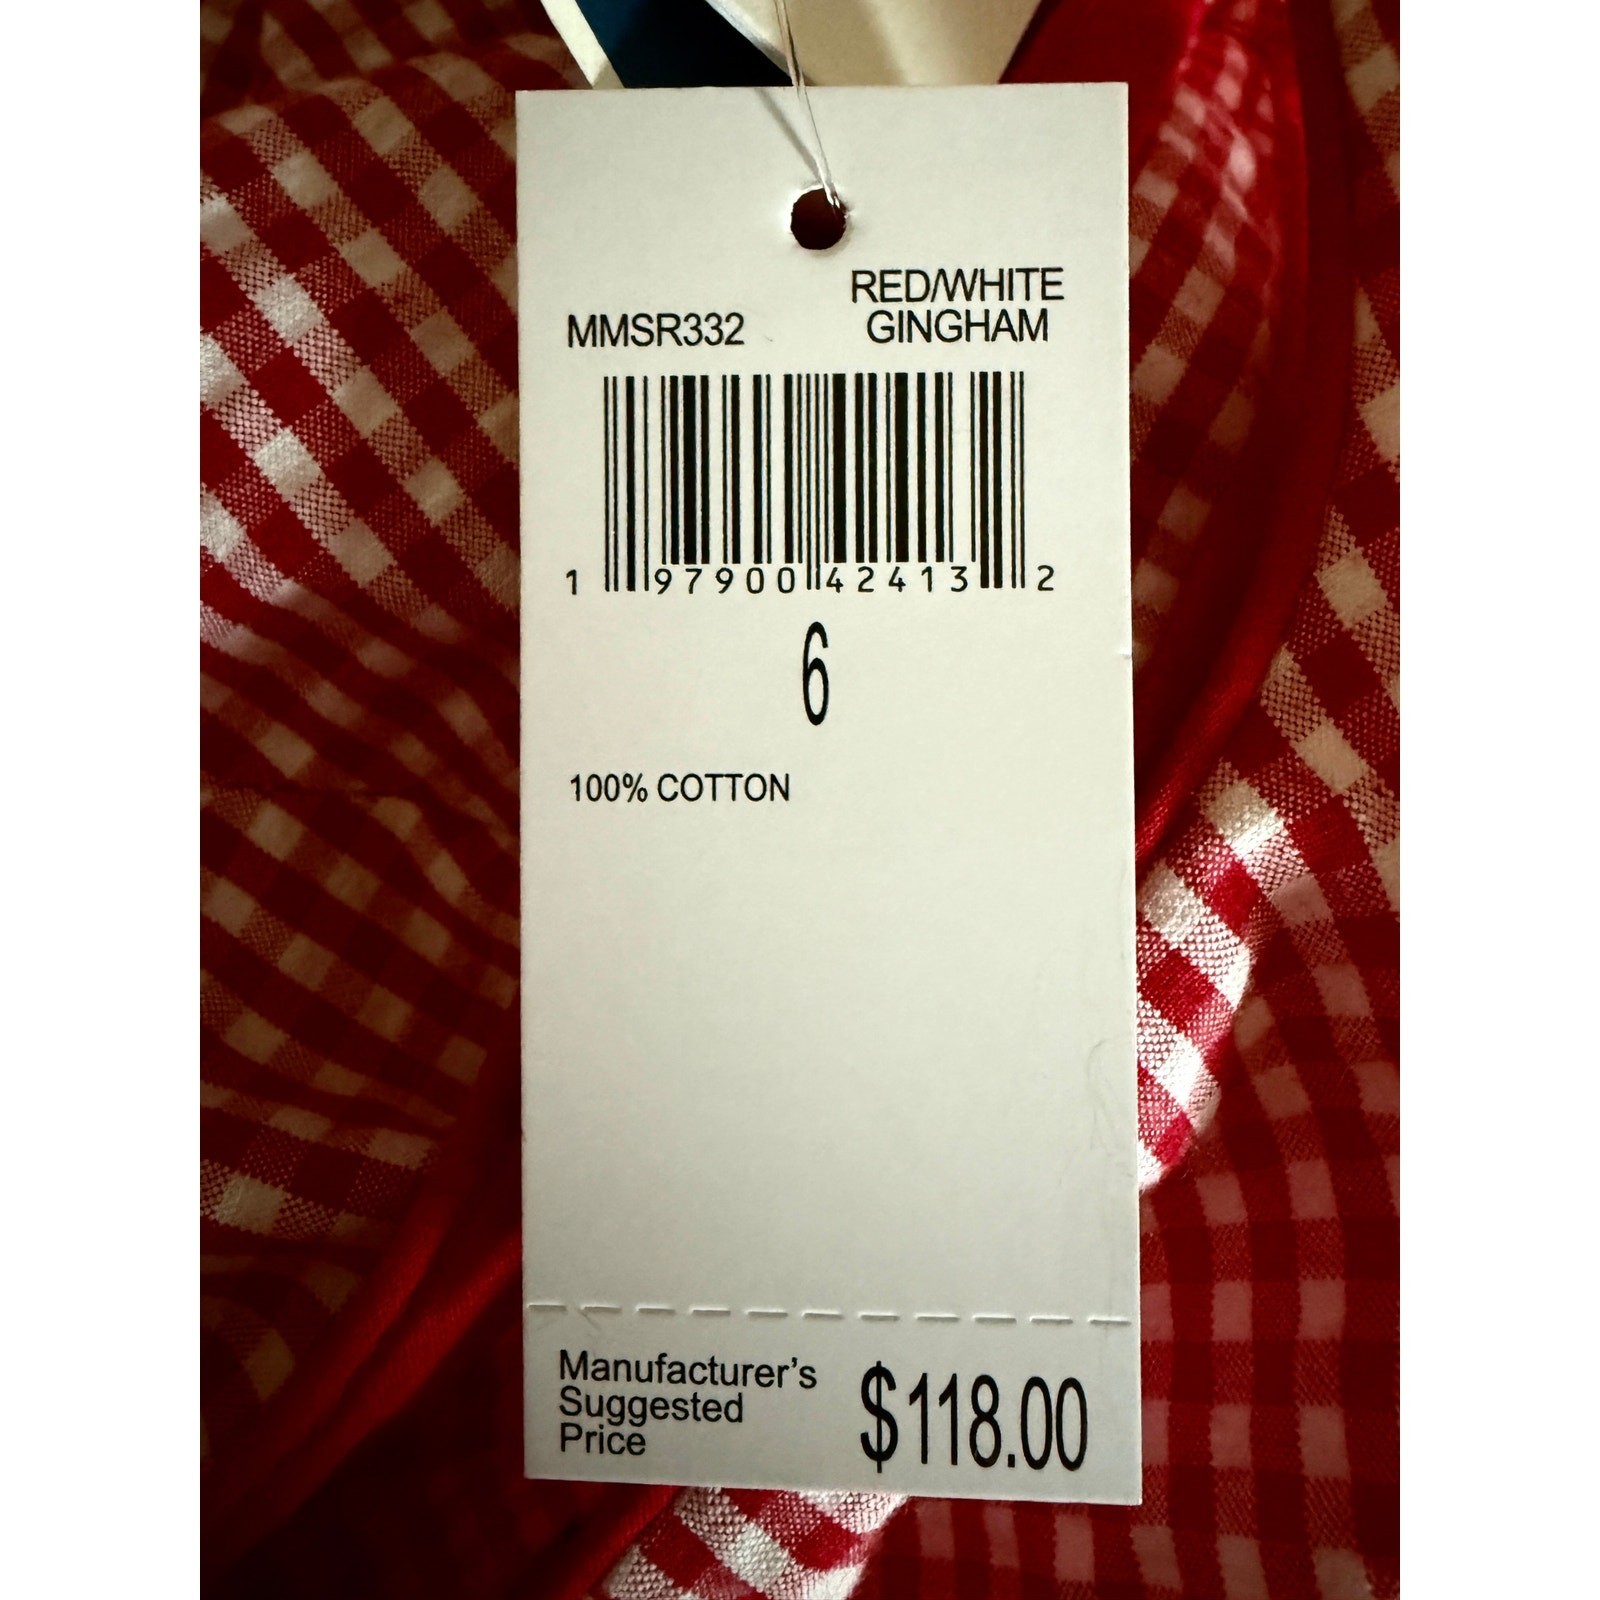 RED/WHITE
MMSR332 GINGHAM
1 97900 42413 2
6
100% COTTON
Manufacturer's
Suggested
Price
$118.00